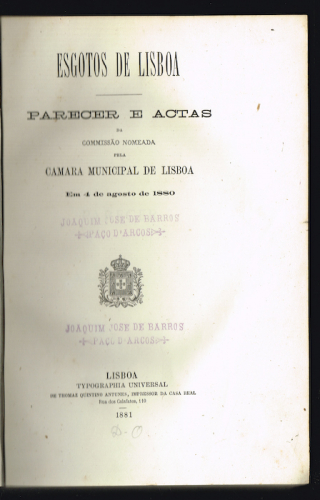 ESGOTOS DE LISBOA
PARECER E ACTAS
DA
COMMISSÃO NOMEADA
PELA
CAMARA MUNICIPAL DE LISBOA
Em 4 de agosto de 1880
JOAQUIM JOSE DE BARROS
PAÇO D'ARCOS
JOAQUIM JOSE DE BARROS
PAÇO D'ARCOS
LISBOA
TYPOGRAPHIA UNIVERSAL
DE THOMAZ QUINTINO ANTUNES, IMPRESSOR DA CASA REAL
Rua dos Calafates, 110
1881